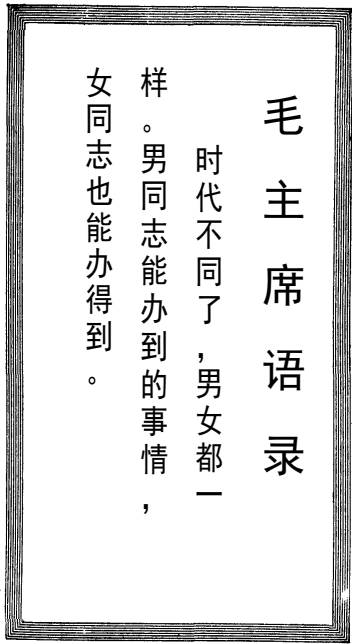 毛主席语录
时代不同了，男女都一
样。男同志能办到的事情，
女同志也能办得到。